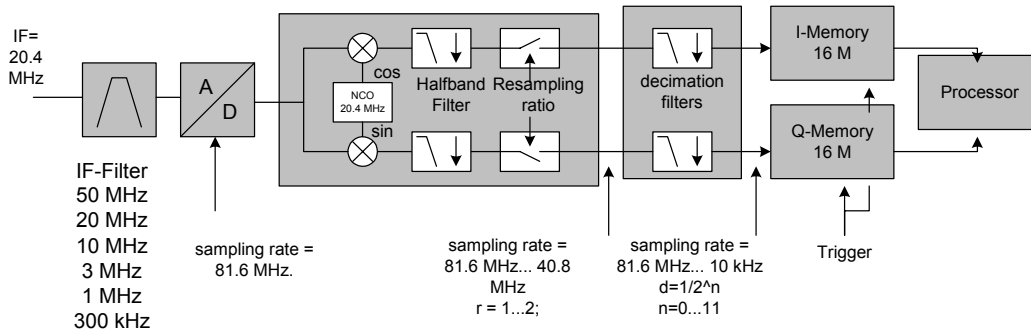 IF=
20.4
MHz
A
D
cos
NCO
20.4 MHz
sin
Halfband
Filter
Resampling
ratio
decimation
filters
I-Memory
16 M
Q-Memory
16 M
Processor
IF-Filter
50 MHz
20 MHz
10 MHz
3 MHz
1 MHz
300 kHz
sampling rate =
81.6 MHz.
sampling rate =
81.6 MHz... 40.8
MHz
r = 1...2;
sampling rate =
81.6 MHz... 10 kHz
d=1/2^n
n=0...11
Trigger